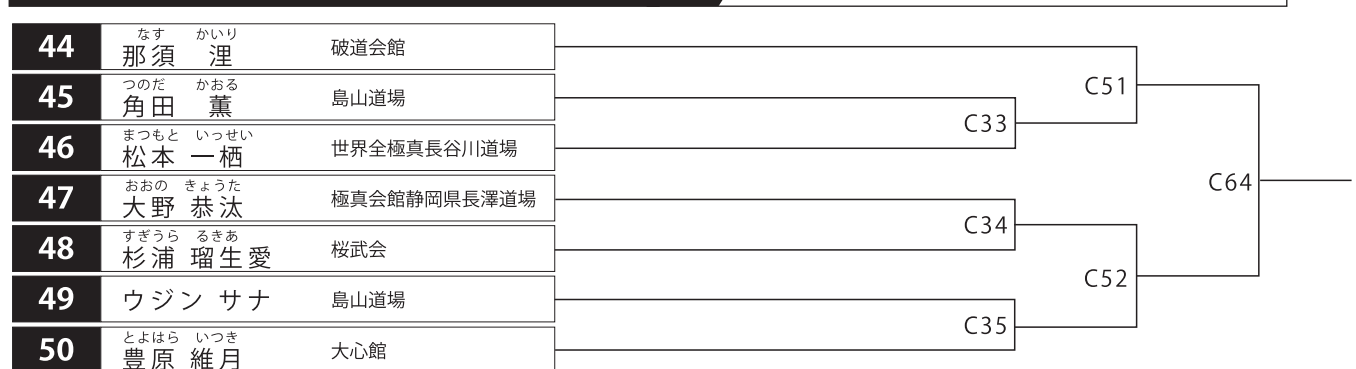 なす かいり
44 那須 浬 破道会館
つのだ かおる
45 角田 薫 島山道場
まつもと いっせい
46 松本 一栖 世界全極真長谷川道場
おおの きょうた
47 大野 恭汰 極真会館静岡県長澤道場
すぎうら るきあ
48 杉浦 瑠生愛 桜武会
49 ウジン サナ 島山道場
とよはら いつき
50 豊原 維月 大心館
C51
C33
C64
C34
C52
C35